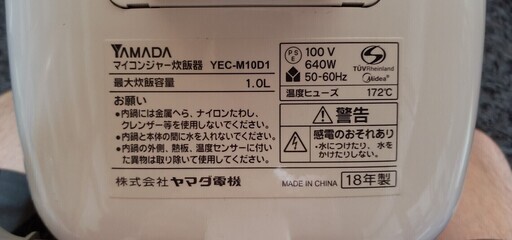 YAMADA
マイコンジャー炊飯器 YEC-M10D1
最大炊飯容量 1.0L
お願い
・内鍋には金属へら、ナイロンたわし、
クレンザー等を使用しないでください。
・内鍋と本体の間に水を入れないでください。
・内鍋の外側、熱板、温度センサーに付い
た異物は取り除いて使用してください。
株式会社 ヤマダ電機
PS
E
100 V
640W
50-60Hz
TÜVRheinland
Midea
温度ヒューズ 172℃
警告
感電のおそれあり
・水につけたり、水を
かけたりしない。
MADE IN CHINA 18年製